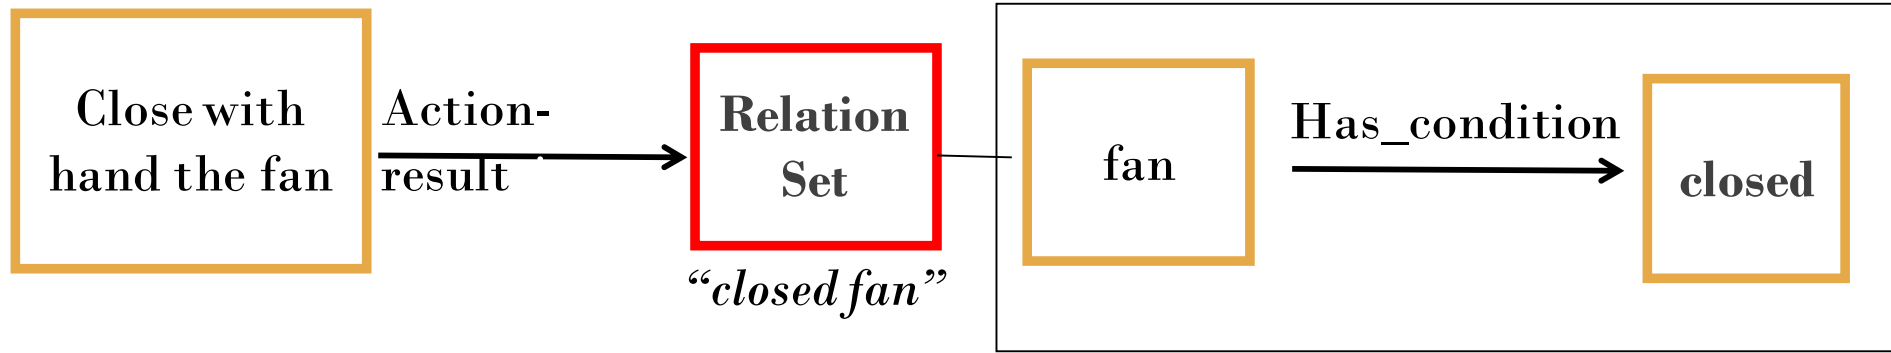 Close with
hand the fan
Action-
result
Relation
Set
“closed fan”
fan
Has_condition
closed